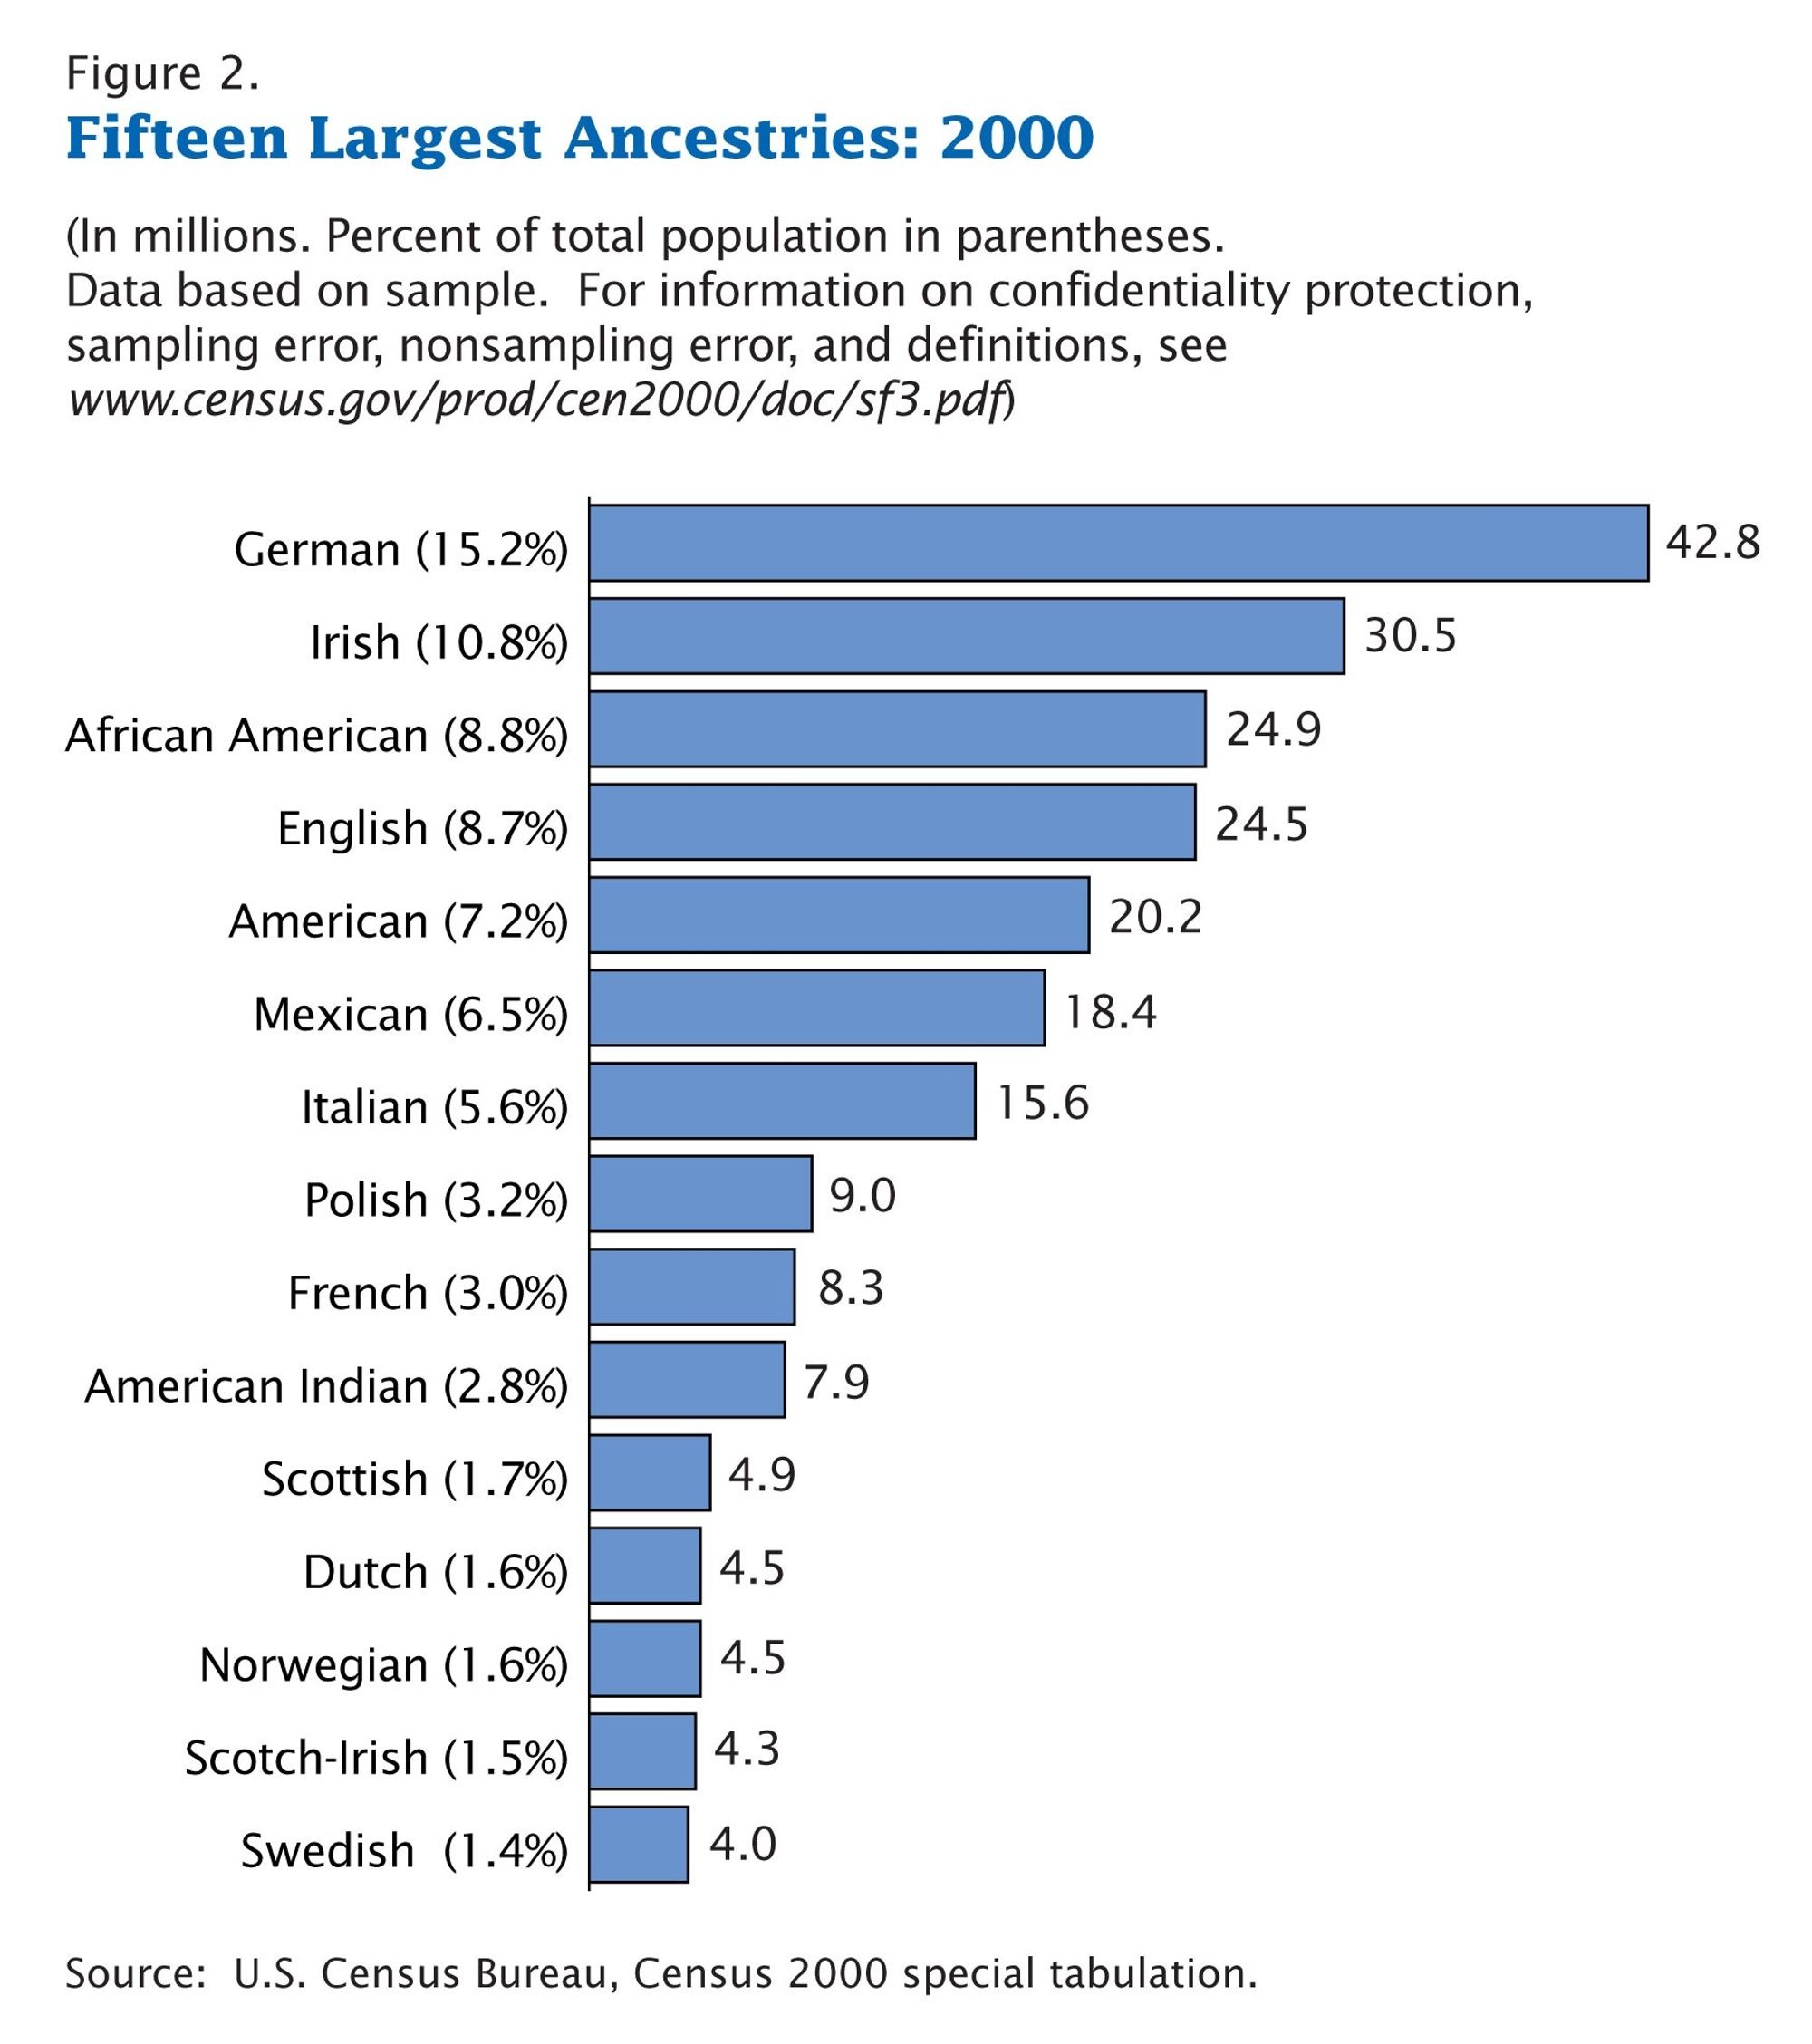 Figure 2.
Fifteen Largest Ancestries: 2000
(In millions. Percent of total population in parentheses.
Data based on sample.  For information on confidentiality protection,
sampling error, nonsampling error, and definitions, see
www.census.gov/prod/cen2000/doc/sf3.pdf)
German (15.2%) 42.8
Irish (10.8%) 30.5
African American (8.8%) 24.9
English (8.7%) 24.5
American (7.2%) 20.2
Mexican (6.5%) 18.4
Italian (5.6%) 15.6
Polish (3.2%) 9.0
French (3.0%) 8.3
American Indian (2.8%) 7.9
Scottish (1.7%) 4.9
Dutch (1.6%) 4.5
Norwegian (1.6%) 4.5
Scotch-Irish (1.5%) 4.3
Swedish  (1.4%) 4.0
Source:  U.S. Census Bureau, Census 2000 special tabulation.